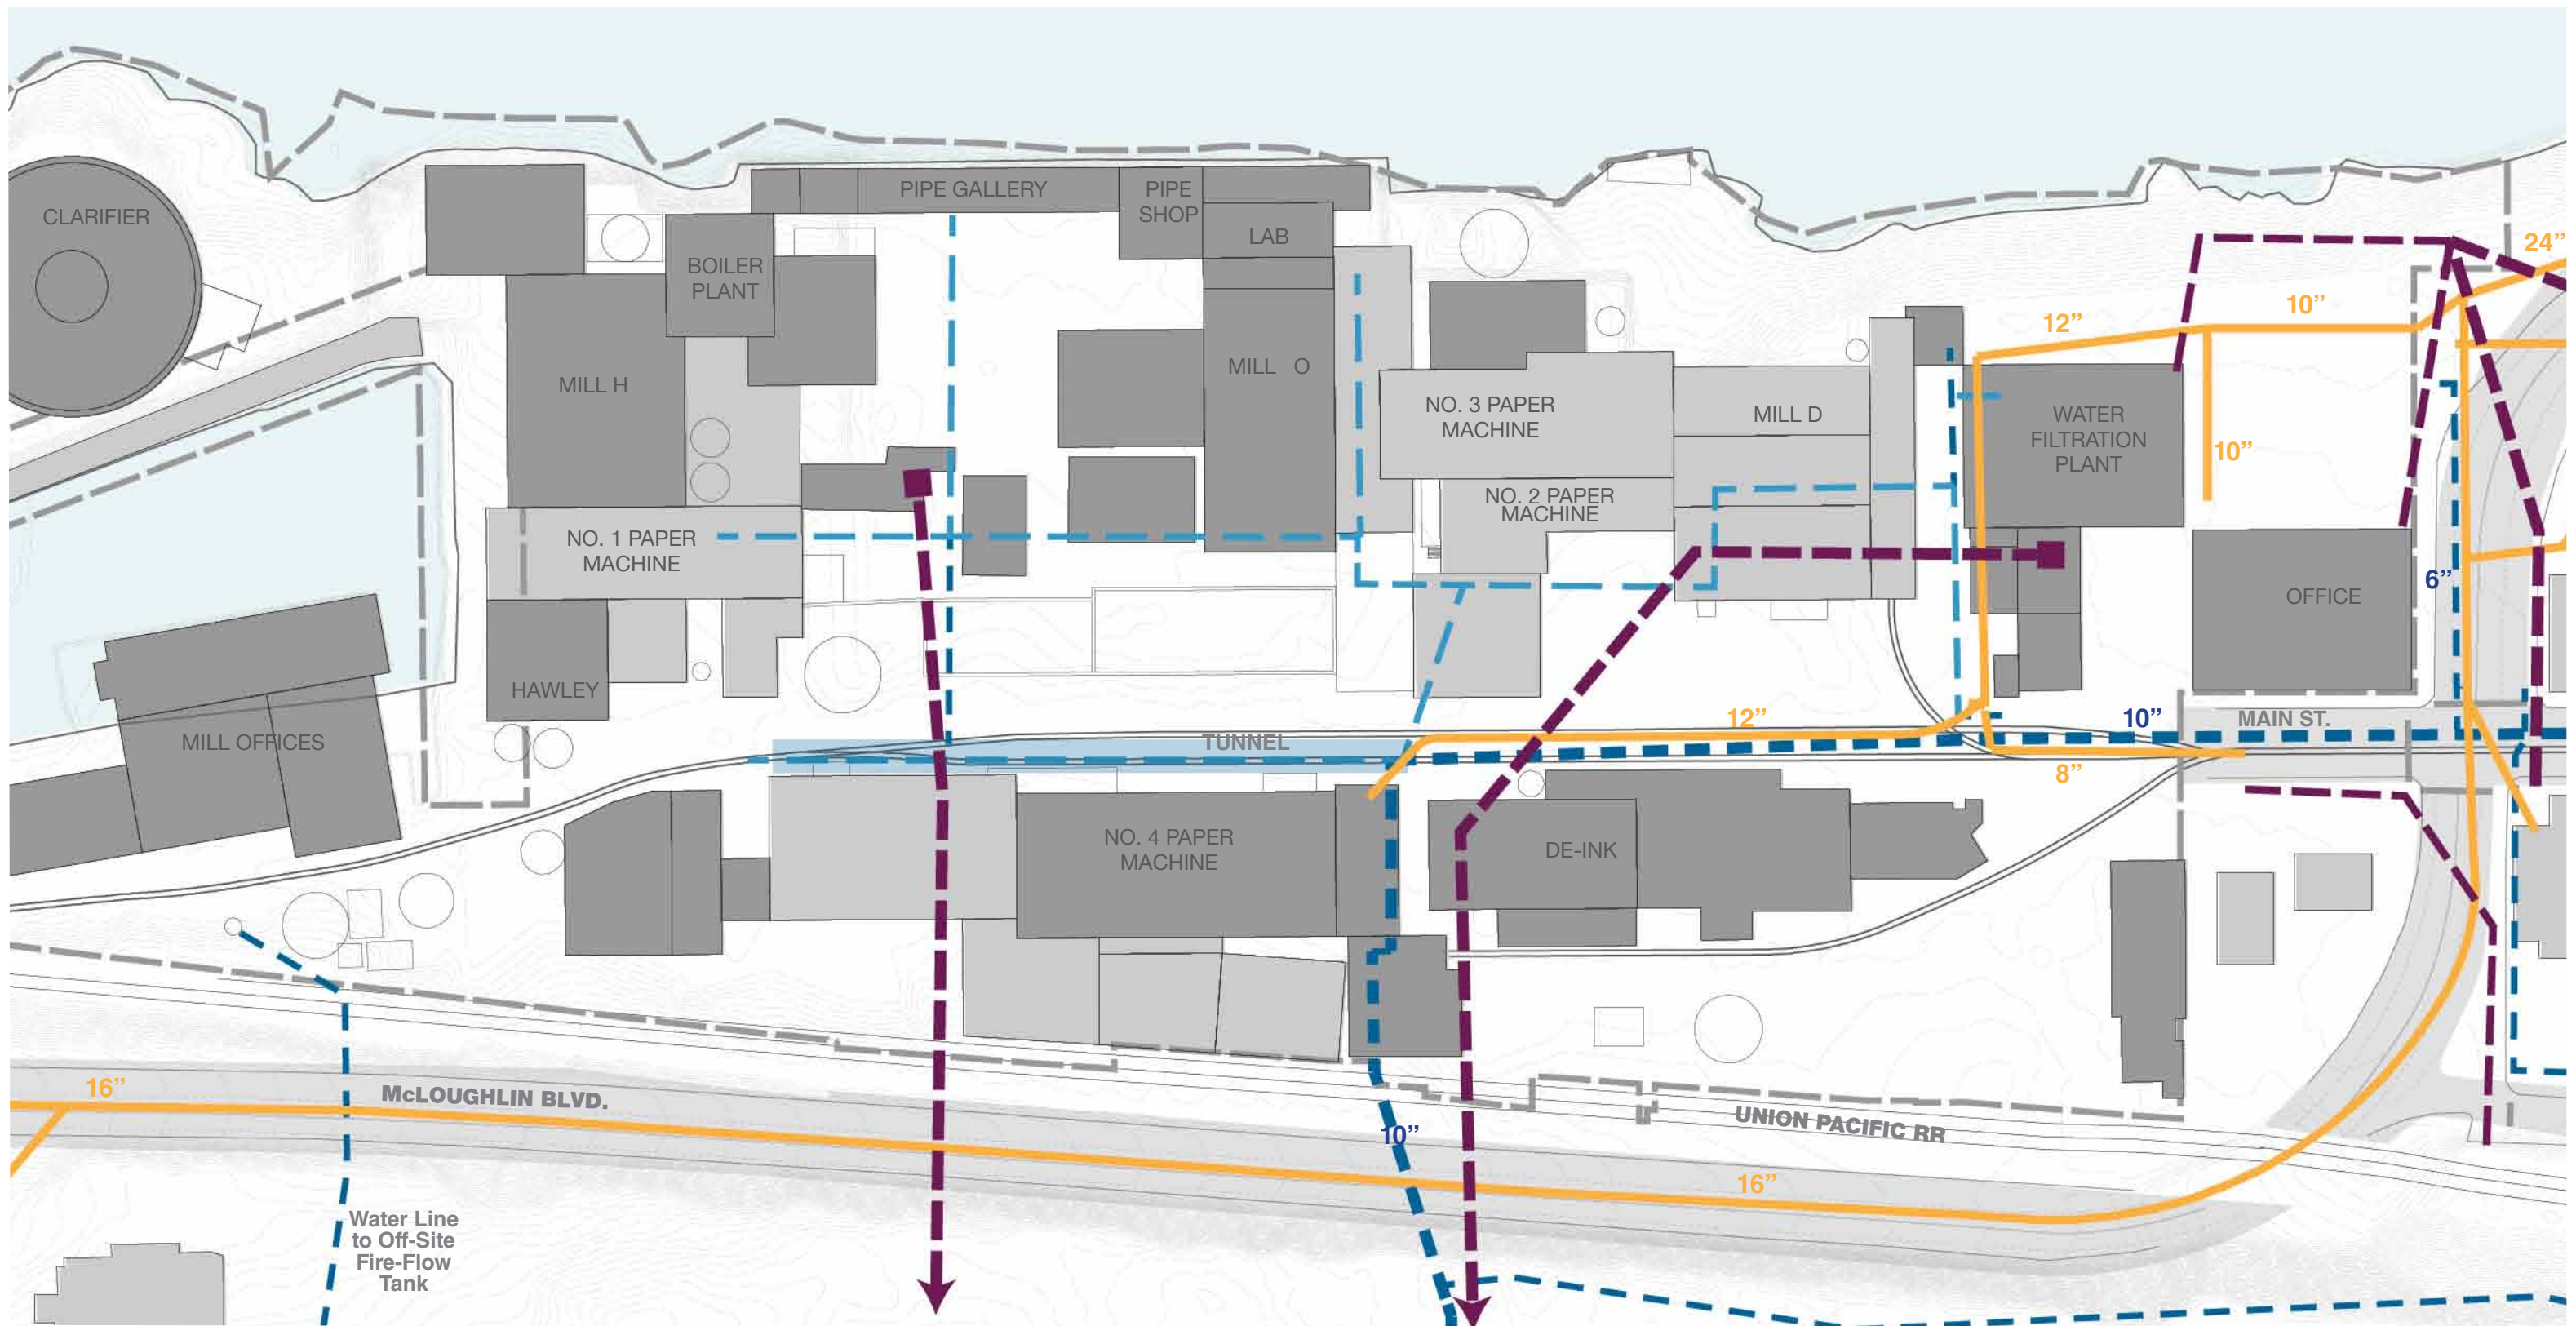 CLARIFIER
PIPE GALLERY
PIPE
SHOP
LAB
BOILER
PLANT
MILL H
MILL O
NO. 3 PAPER
MACHINE
MILL D
WATER
FILTRATION
PLANT
24”
10”
12”
10”
NO. 2 PAPER
MACHINE
NO. 1 PAPER
MACHINE
OFFICE
6”
HAWLEY
MILL OFFICES
TUNNEL
12”
10”
MAIN ST.
8”
NO. 4 PAPER
MACHINE
DE-INK
16”
McLOUGHLIN BLVD.
10”
UNION PACIFIC RR
16”
Water Line
to Off-Site
Fire-Flow
Tank